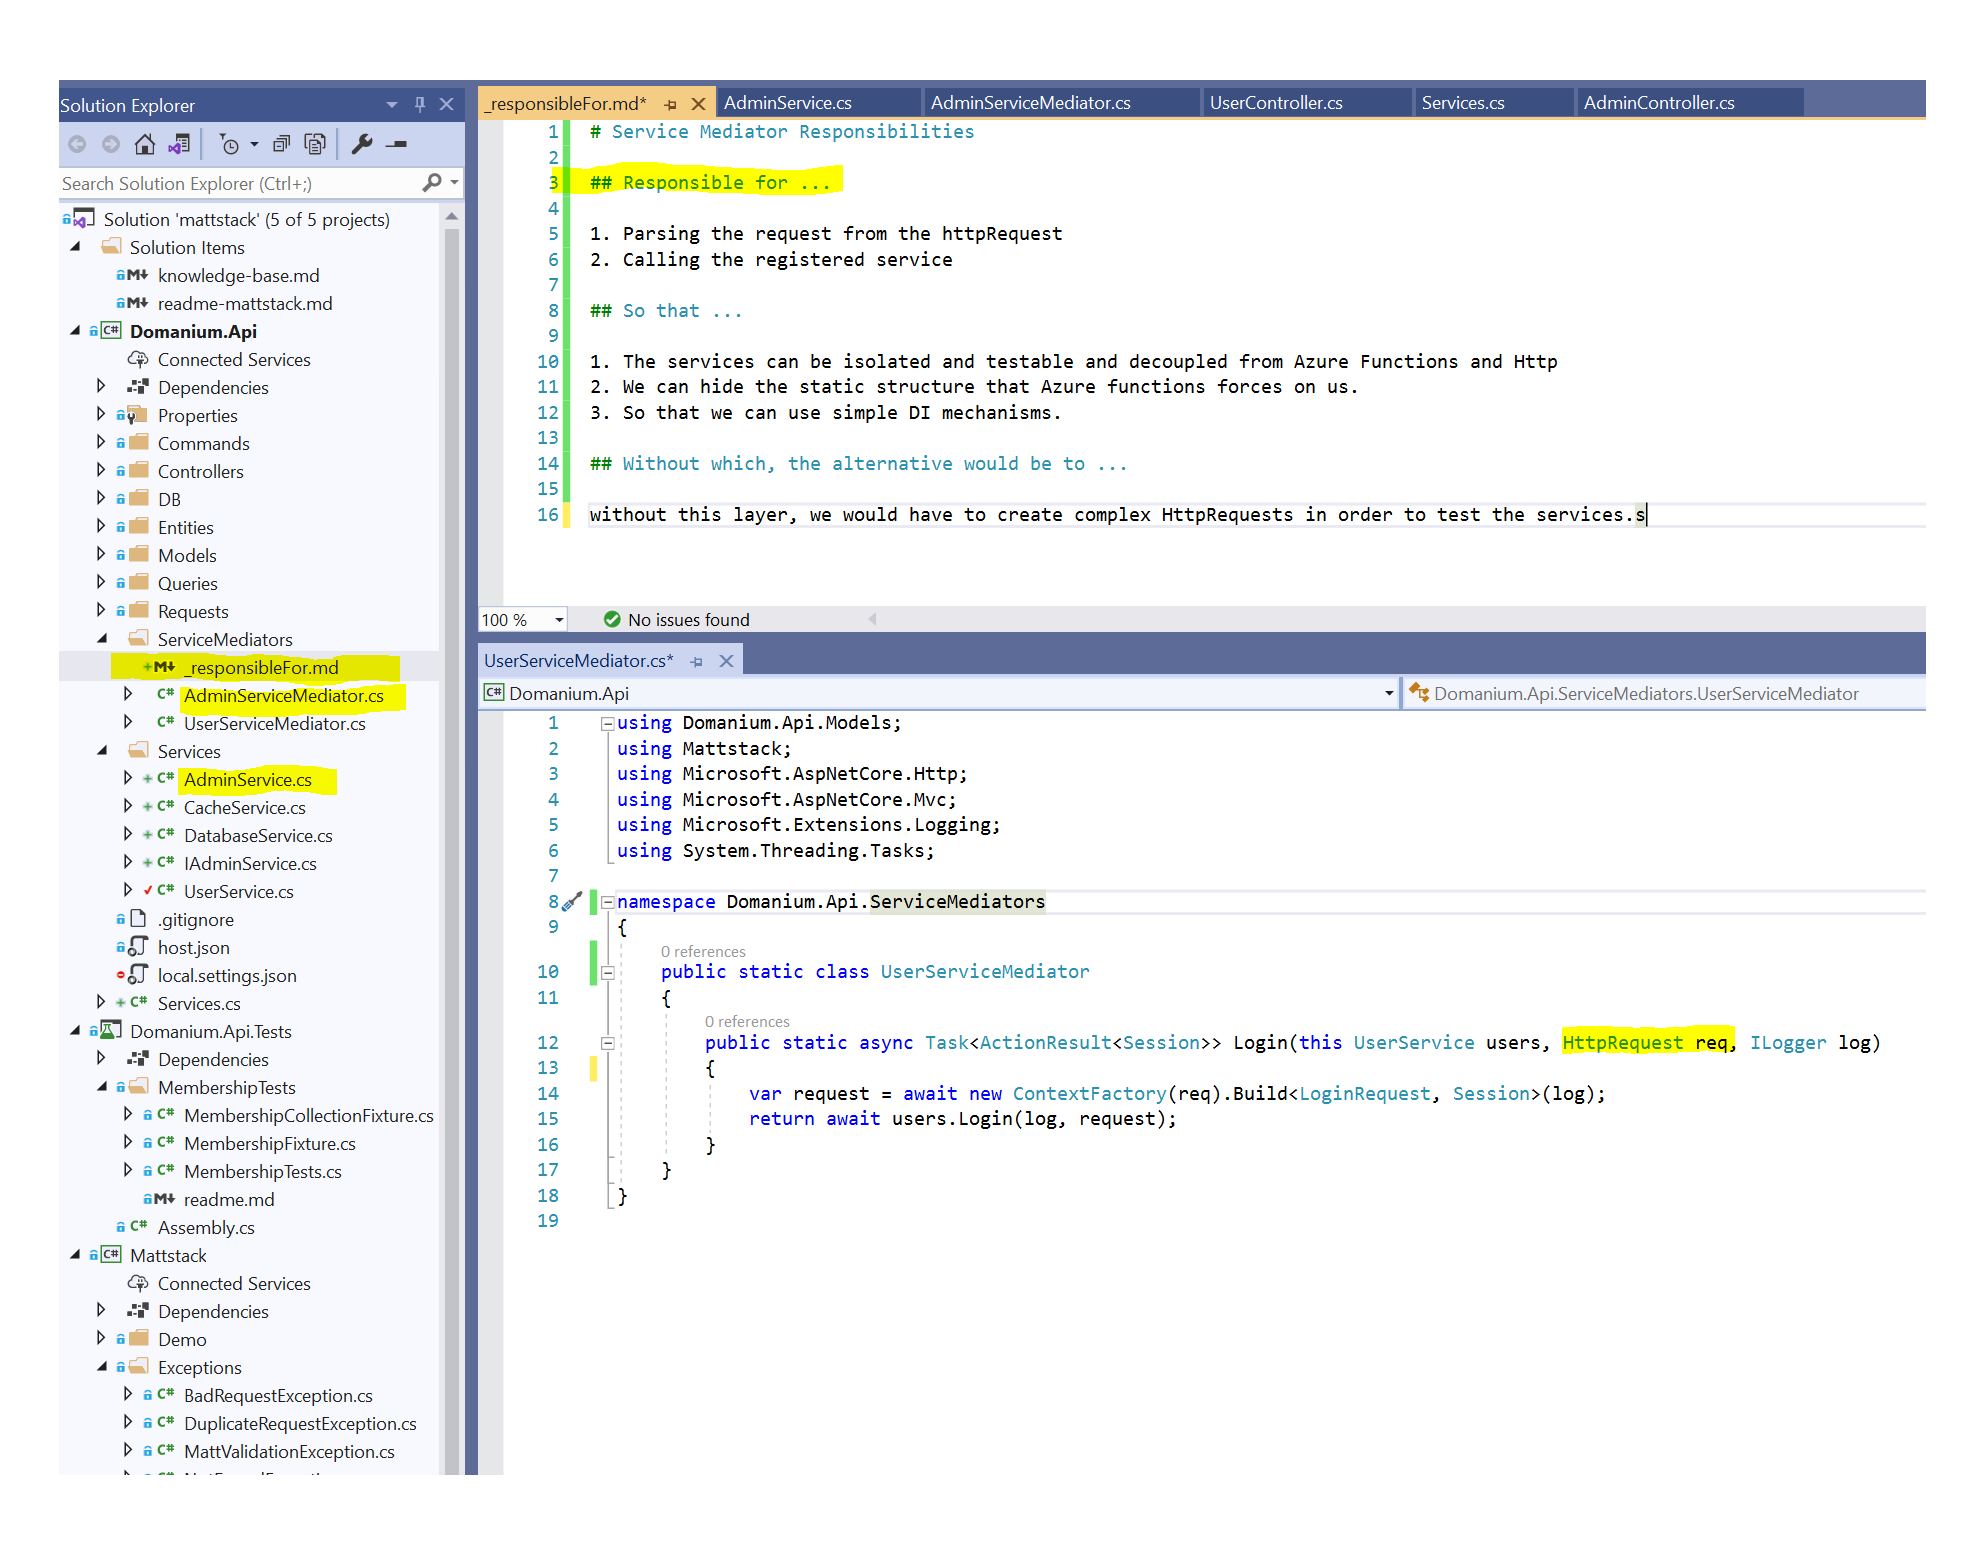 Solution Explorer
Search Solution Explorer (Ctrl+;)
Solution 'mattstack' (5 of 5 projects)
Solution Items
knowledge-base.md
readme-mattstack.md
Domanium.Api
Connected Services
Dependencies
Properties
Commands
Controllers
DB
Entities
Models
Queries
Requests
ServiceMediators
_responsibleFor.md
AdminServiceMediator.cs
UserServiceMediator.cs
Services
AdminService.cs
CacheService.cs
DatabaseService.cs
IAdminService.cs
UserService.cs
.gitignore
host.json
local.settings.json
Services.cs
Domanium.Api.Tests
Dependencies
MembershipTests
MembershipCollectionFixture.cs
MembershipFixture.cs
MembershipTests.cs
readme.md
Assembly.cs
Mattstack
Connected Services
Dependencies
Demo
Exceptions
BadRequestException.cs
DuplicateRequestException.cs
MattValidationException.cs
_responsibleFor.md* AdminService.cs AdminServiceMediator.cs UserController.cs Services.cs AdminController.cs
1 # Service Mediator Responsibilities
2
3 ## Responsible for ...
4
5 1. Parsing the request from the httpRequest
6 2. Calling the registered service
7
8 ## So that ...
9
10 1. The services can be isolated and testable and decoupled from Azure Functions and Http
11 2. We can hide the static structure that Azure functions forces on us.
12 3. So that we can use simple DI mechanisms.
13
14 ## Without which, the alternative would be to ...
15
16 without this layer, we would have to create complex HttpRequests in order to test the services.s
100 % No issues found
UserServiceMediator.cs*
Domanium.Api Domanium.Api.ServiceMediators.UserServiceMediator
1 using Domanium.Api.Models;
2 using Mattstack;
3 using Microsoft.AspNetCore.Http;
4 using Microsoft.AspNetCore.Mvc;
5 using Microsoft.Extensions.Logging;
6 using System.Threading.Tasks;
7
8 namespace Domanium.Api.ServiceMediators
9 {
0 references
10 public static class UserServiceMediator
11 {
0 references
12 public static async Task<ActionResult<Session>> Login(this UserService users, HttpRequest req, ILogger log)
13 {
14 var request = await new ContextFactory(req).Build<LoginRequest, Session>(log);
15 return await users.Login(log, request);
16 }
17 }
18 }
19